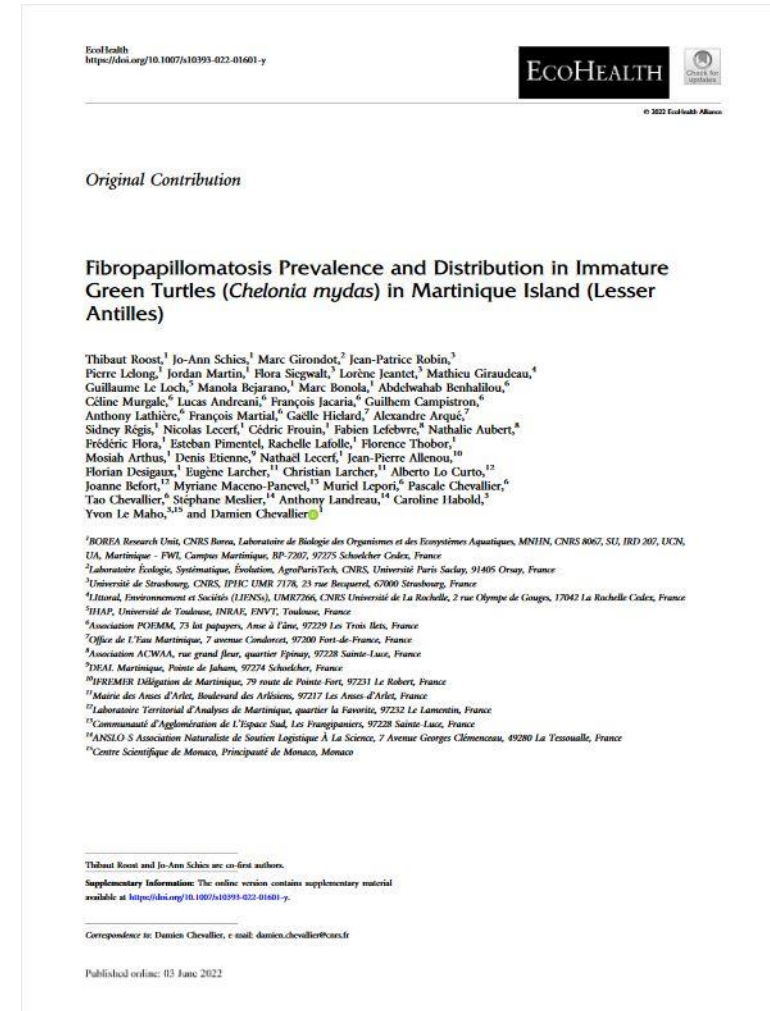 EcoHealth
https://doi.org/10.1007/s10393-022-01601-y
ECOHEALTH
Check for
updates
© 2022 EcoHealth Alliance
Original Contribution
Fibropapillomatosis Prevalence and Distribution in Immature
Green Turtles (Chelonia mydas) in Martinique Island (Lesser
Antilles)
Thibaut Roost,1 Jo-Ann Schies,1 Marc Girondot,2 Jean-Patrice Robin,3
Pierre Lelong,1 Jordan Martin,1 Flora Siegwalt,3 Lorène Jeantet,3 Mathieu Giraudeau,4
Guillaume Le Loch,5 Manola Bejarano,1 Marc Bonola,1 Abdelwahab Benhalilou,6
Céline Murgale,6 Lucas Andreani,6 François Jacaria,6 Guilhem Campistron,6
Anthony Lathière,6 François Martial,6 Gaëlle Hielard,7 Alexandre Arqué,7
Sidney Régis,1 Nicolas Lecerf,1 Cédric Frouin,1 Fabien Lefebvre,8 Nathalie Aubert,8
Frédéric Flora,1 Esteban Pimentel, Rachelle Lafolle,1 Florence Thobor,1
Mosiah Arthus,1 Denis Etienne,9 Nathaël Lecerf,1 Jean-Pierre Allenou,10
Florian Desigaux,1 Eugène Larcher,11 Christian Larcher,11 Alberto Lo Curto,12
Joanne Befort,12 Myriane Maceno-Panevel,13 Muriel Lepori,6 Pascale Chevallier,6
Tao Chevallier,6 Stéphane Meslier,14 Anthony Landreau,14 Caroline Habold,3
Yvon Le Maho,3,15 and Damien Chevallier1
1BOREA Research Unit, CNRS Borea, Laboratoire de Biologie des Organismes et des Ecosystèmes Aquatiques, MNHN, CNRS 8067, SU, IRD 207, UCN,
UA, Martinique - FWI, Campus Martinique, BP-7207, 97275 Schoelcher Cedex, France
2Laboratoire Écologie, Systématique, Évolution, AgroParisTech, CNRS, Université Paris Saclay, 91405 Orsay, France
3Université de Strasbourg, CNRS, IPHC UMR 7178, 23 rue Becquerel, 67000 Strasbourg, France
4LIttoral, Environnement et Sociétés (LIENSs), UMR7266, CNRS Université de La Rochelle, 2 rue Olympe de Gouges, 17042 La Rochelle Cedex, France
5IHAP, Université de Toulouse, INRAE, ENVT, Toulouse, France
6Association POEMM, 73 lot papayers, Anse à l'âne, 97229 Les Trois Ilets, France
7Office de L'Eau Martinique, 7 avenue Condorcet, 97200 Fort-de-France, France
8Association ACWAA, rue grand fleur, quartier Epinay, 97228 Sainte-Luce, France
9DEAL Martinique, Pointe de Jaham, 97274 Schoelcher, France
10IFREMER Délégation de Martinique, 79 route de Pointe-Fort, 97231 Le Robert, France
11Mairie des Anses d'Arlet, Boulevard des Arlésiens, 97217 Les Anses-d'Arlet, France
12Laboratoire Territorial d'Analyses de Martinique, quartier la Favorite, 97232 Le Lamentin, France
13Communauté d'Agglomération de L'Espace Sud, Les Frangipaniers, 97228 Sainte-Luce, France
14ANSLO-S Association Naturaliste de Soutien Logistique À La Science, 7 Avenue Georges Clémenceau, 49280 La Tessoualle, France
15Centre Scientifique de Monaco, Principauté de Monaco, Monaco
Thibaut Roost and Jo-Ann Schies are co-first authors.
Supplementary Information: The online version contains supplementary material
available at https://doi.org/10.1007/s10393-022-01601-y.
Correspondence to: Damien Chevallier, e-mail: damien.chevallier@cnrs.fr
Published online: 03 June 2022